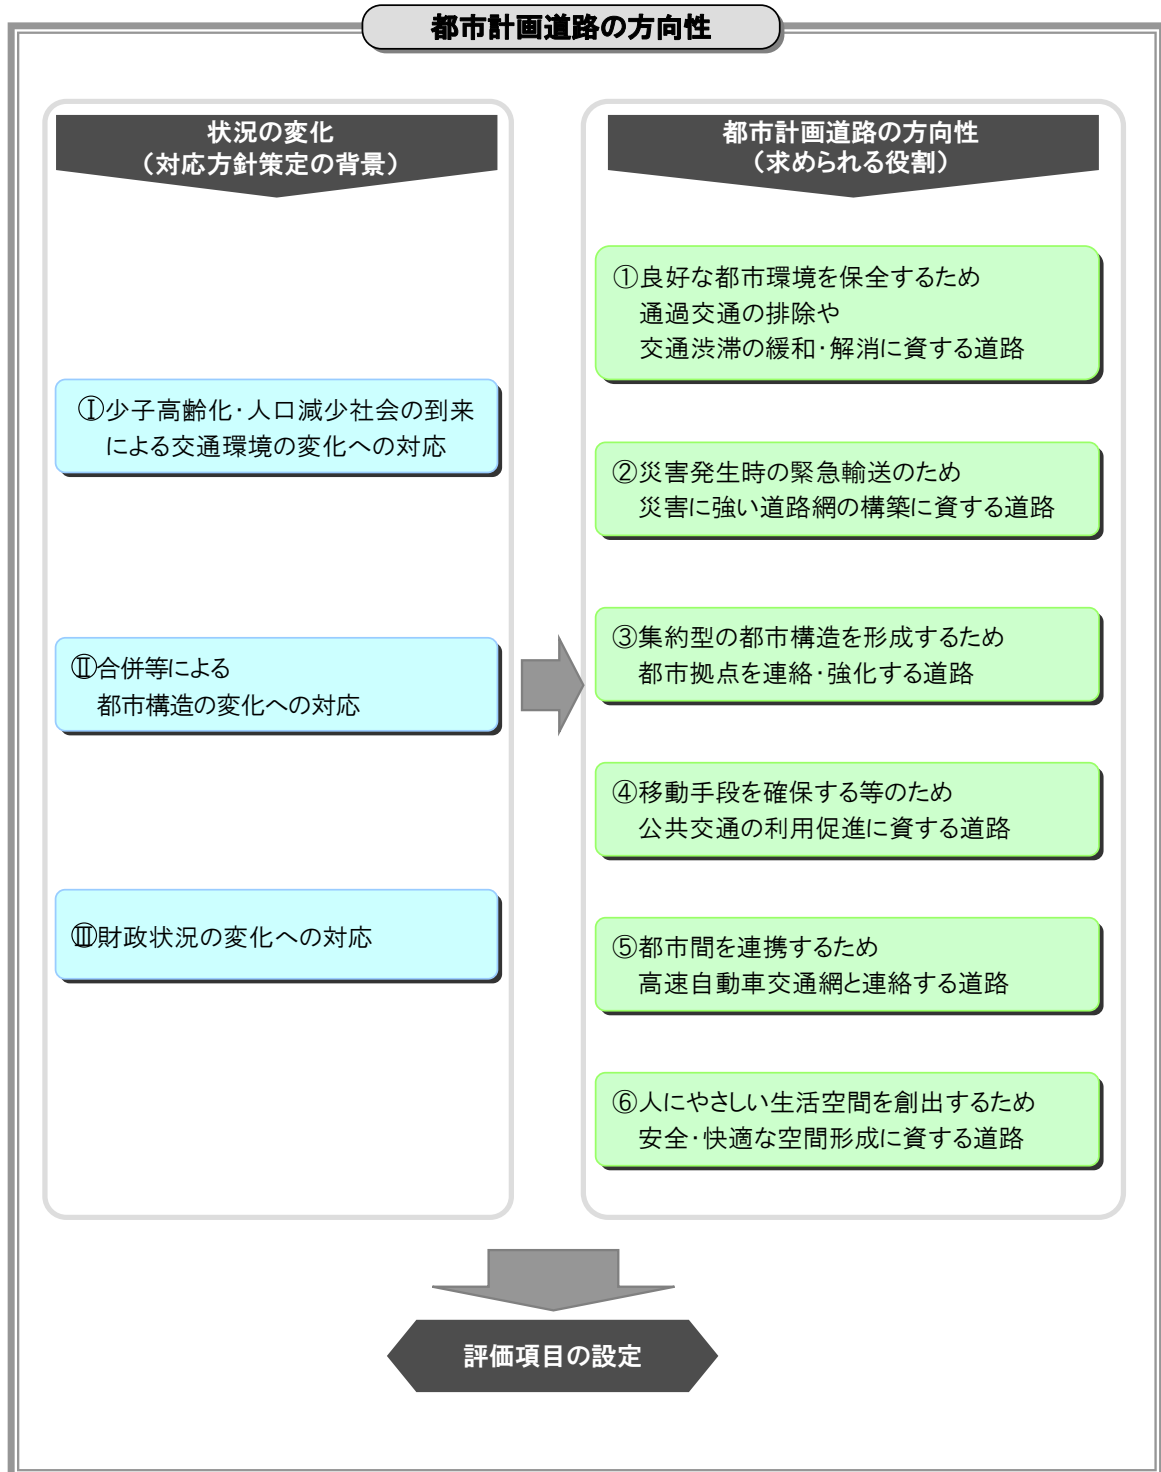 都市計画道路の方向性
状況の変化
（対応方針策定の背景）
Ⅰ少子高齢化･人口減少社会の到来
による交通環境の変化への対応
Ⅱ合併等による
都市構造の変化への対応
Ⅲ財政状況の変化への対応
都市計画道路の方向性
（求められる役割）
①良好な都市環境を保全するため
通過交通の排除や
交通渋滞の緩和･解消に資する道路
②災害発生時の緊急輸送のため
災害に強い道路網の構築に資する道路
③集約型の都市構造を形成するため
都市拠点を連絡･強化する道路
④移動手段を確保する等のため
公共交通の利用促進に資する道路
⑤都市間を連携するため
高速自動車交通網と連絡する道路
⑥人にやさしい生活空間を創出するため
安全･快適な空間形成に資する道路
評価項目の設定